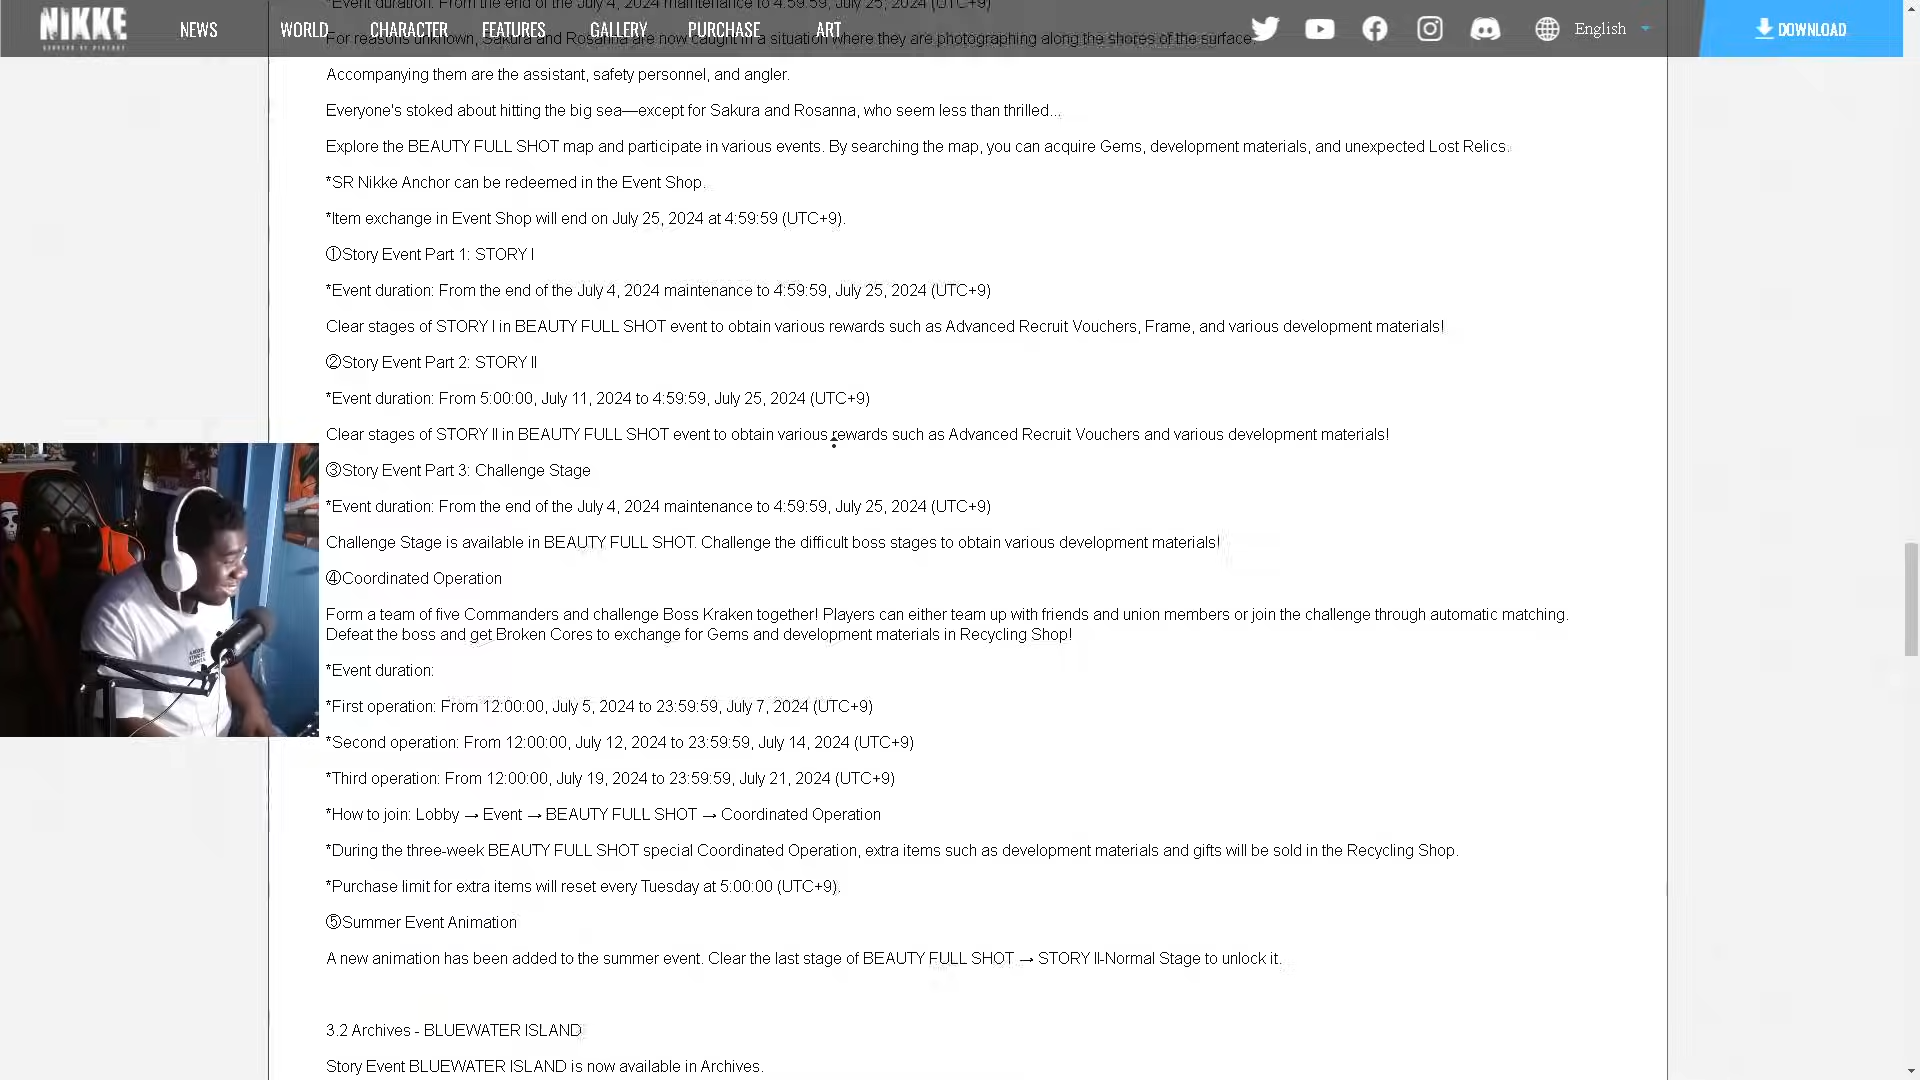 *Event duration: From the end of the July 4, 2024 maintenance to 4:59:59, July 25, 2024 (UTC+9)
NIKKE
NEWS
WORLD
CHARACTER
FEATURES
GALLERY
PURCHASE
ART
English
DOWNLOAD
For reasons unknown, Sakura and Rosanna are now caught in a situation where they are photographing along the shores of the surface.
Accompanying them are the assistant, safety personnel, and angler.
Everyone's stoked about hitting the big sea—except for Sakura and Rosanna, who seem less than thrilled...
Explore the BEAUTY FULL SHOT map and participate in various events. By searching the map, you can acquire Gems, development materials, and unexpected Lost Relics.
*SR Nikke Anchor can be redeemed in the Event Shop.
*Item exchange in Event Shop will end on July 25, 2024 at 4:59:59 (UTC+9).
①Story Event Part 1: STORY I
*Event duration: From the end of the July 4, 2024 maintenance to 4:59:59, July 25, 2024 (UTC+9)
Clear stages of STORY I in BEAUTY FULL SHOT event to obtain various rewards such as Advanced Recruit Vouchers, Frame, and various development materials!
②Story Event Part 2: STORY II
*Event duration: From 5:00:00, July 11, 2024 to 4:59:59, July 25, 2024 (UTC+9)
Clear stages of STORY II in BEAUTY FULL SHOT event to obtain various rewards such as Advanced Recruit Vouchers and various development materials!
③Story Event Part 3: Challenge Stage
*Event duration: From the end of the July 4, 2024 maintenance to 4:59:59, July 25, 2024 (UTC+9)
Challenge Stage is available in BEAUTY FULL SHOT. Challenge the difficult boss stages to obtain various development materials!
④Coordinated Operation
Form a team of five Commanders and challenge Boss Kraken together! Players can either team up with friends and union members or join the challenge through automatic matching.
Defeat the boss and get Broken Cores to exchange for Gems and development materials in Recycling Shop!
*Event duration:
*First operation: From 12:00:00, July 5, 2024 to 23:59:59, July 7, 2024 (UTC+9)
*Second operation: From 12:00:00, July 12, 2024 to 23:59:59, July 14, 2024 (UTC+9)
*Third operation: From 12:00:00, July 19, 2024 to 23:59:59, July 21, 2024 (UTC+9)
*How to join: Lobby → Event → BEAUTY FULL SHOT → Coordinated Operation
*During the three-week BEAUTY FULL SHOT special Coordinated Operation, extra items such as development materials and gifts will be sold in the Recycling Shop.
*Purchase limit for extra items will reset every Tuesday at 5:00:00 (UTC+9).
⑤Summer Event Animation
A new animation has been added to the summer event. Clear the last stage of BEAUTY FULL SHOT → STORY II-Normal Stage to unlock it.
3.2 Archives - BLUEWATER ISLAND
Story Event BLUEWATER ISLAND is now available in Archives.